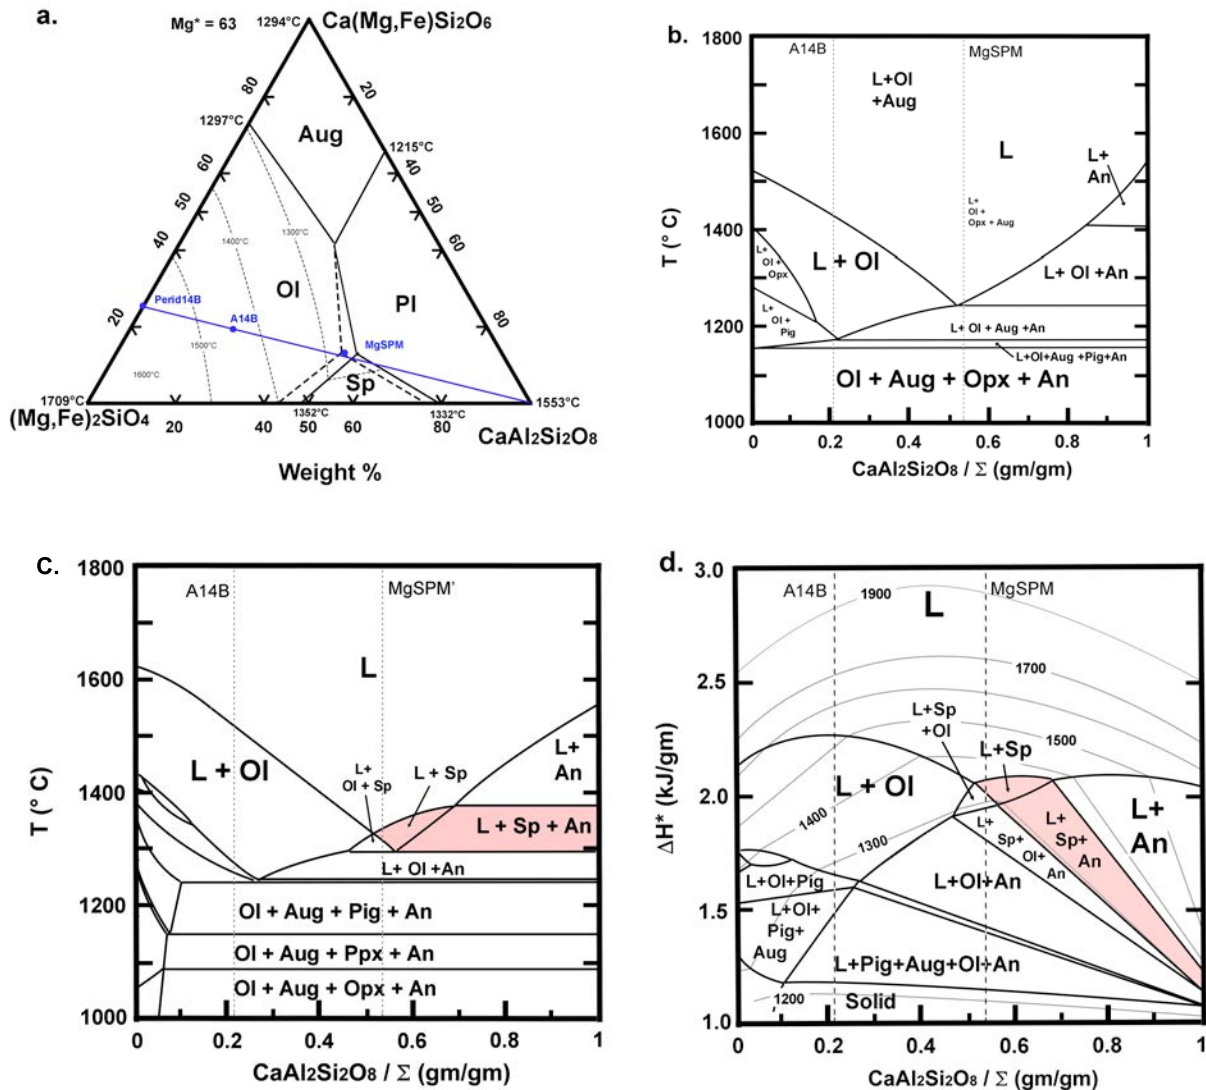 a.
Mg* = 63
1294°C
Ca(Mg,Fe)Si2O6
80
20
1297°C
Aug
1215°C
60
40
50
50
1300°C
1400°C
40
60
Ol
Pl
Perid14B
A14B
20
80
MgSPM
1500°C
1600°C
Sp
1709°C
1352°C
1332°C
1553°C
(Mg,Fe)2SiO4
20
40
50
60
80
CaAl2Si2O8
Weight %
b.
1800
A14B
MgSPM
L+Ol
+Aug
1600
L
L+
An
1400
L+
Ol +
Opx
L+
Ol +
Opx + Aug
L + Ol
L+ Ol +An
1200
L+
Ol +
Pig
L+ Ol + Aug +An
L+Ol+Aug +Pig+An
Ol + Aug + Opx + An
1000
T (° C)
0
0.2
0.4
0.6
0.8
1
CaAl2Si2O8 / Σ (gm/gm)
c.
1800
A14B
MgSPM'
L
1600
L+
An
L + Ol
L+
Ol + Sp
L + Sp
1400
L + Sp + An
L+ Ol +An
1200
Ol + Aug + Pig + An
Ol + Aug + Ppx + An
Ol + Aug + Opx + An
1000
T (° C)
0
0.2
0.4
0.6
0.8
1
CaAl2Si2O8 / Σ (gm/gm)
d.
3.0
A14B
MgSPM
1900
L
1700
2.5
L+Sp
+Ol
L+Sp
1500
L + Ol
2.0
1400
1300
L+
Sp+
Ol+
An
L+
Sp+
An
L+
An
L+Ol+Pig
L+Ol+An
1.5
L+Ol+
Pig+
Aug
L+Pig+Aug+Ol+An
1200
Solid
1.0
ΔH* (kJ/gm)
0
0.2
0.4
0.6
0.8
1
CaAl2Si2O8 / Σ (gm/gm)